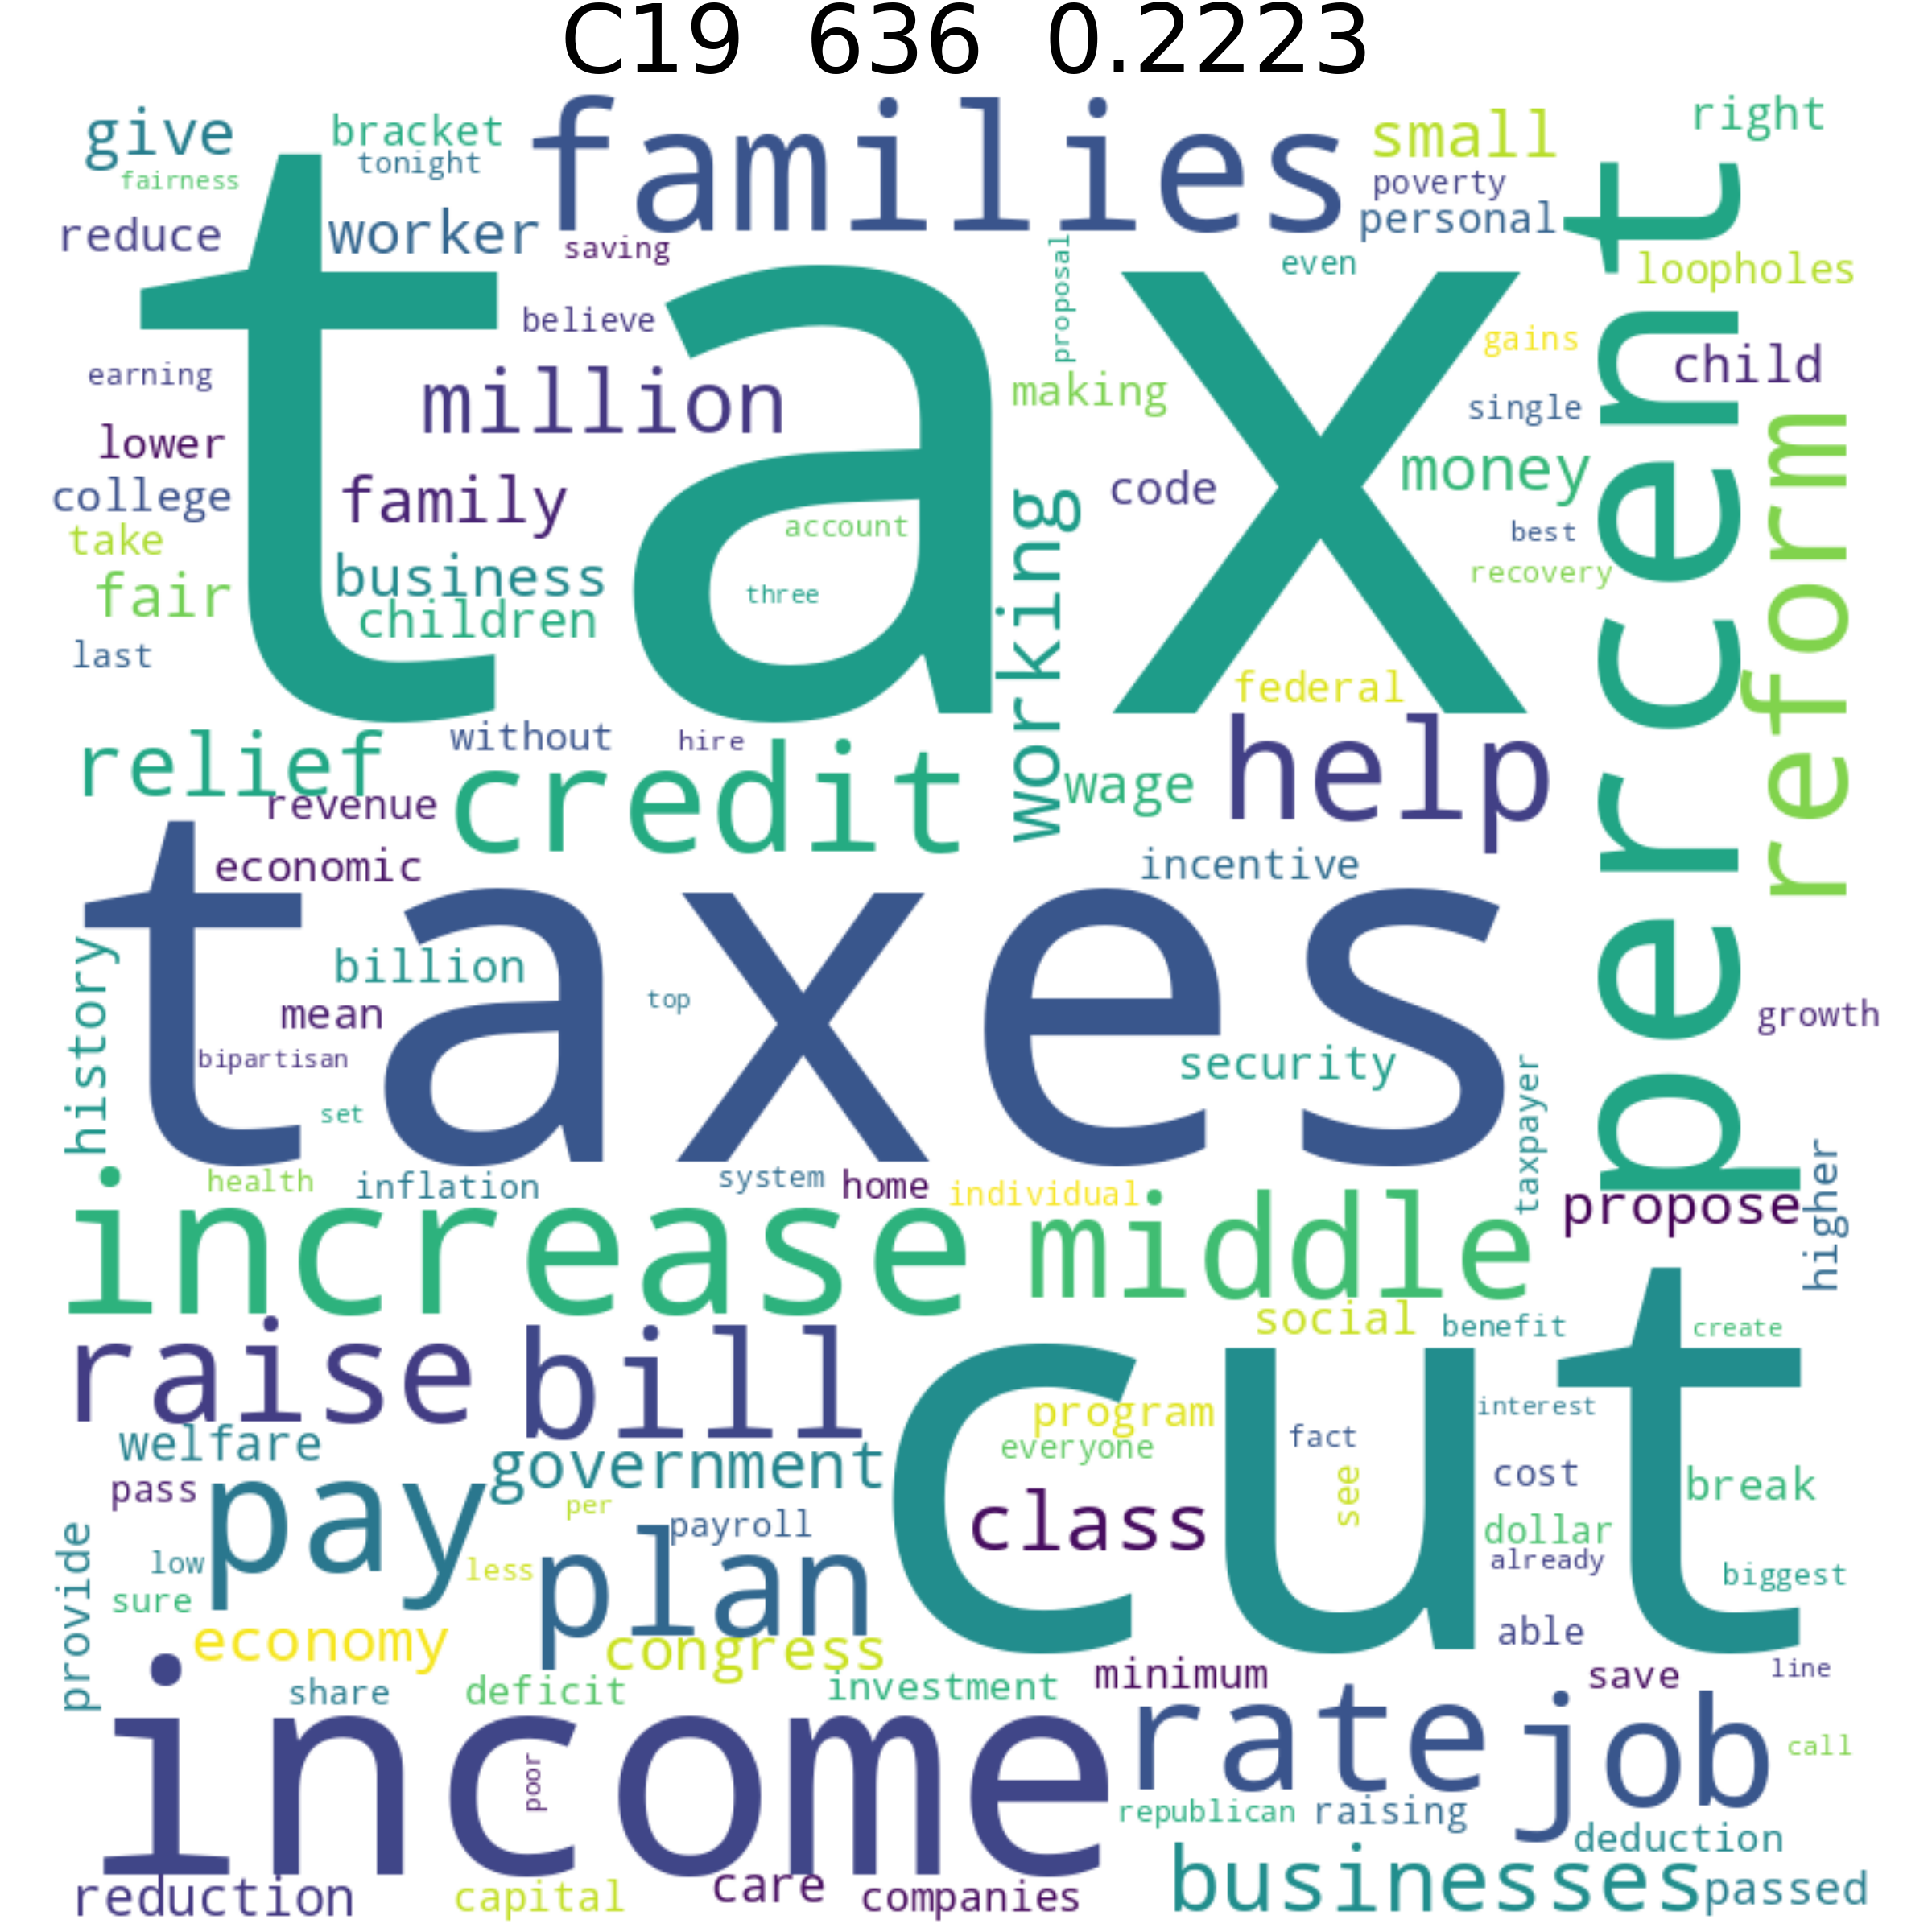 C19 636 0.2223
give
bracket
families
small
right
tonight
fairness
poverty
reduce
worker
saving
personal
proposal
even
loopholes
tax
percent
believe
gains
earning
million
making
child
single
lower
family
code
money
reform
college
account
working
best
take
business
three
recovery
fair
children
last
federal
relief
without
hire
help
revenue
credit
wage
economic
incentive
taxes
history
billion
mean
top
growth
bipartisan
security
set
taxpayer
health
inflation
system
home
individual
propose
higher
increase
middle
social
benefit
create
raise
bill
cut
program
interest
welfare
government
everyone
fact
see
cost
break
pass
pay
per
payroll
class
dollar
provide
low
less
plan
already
biggest
sure
economy
congress
able
share
deficit
investment
minimum
save
line
income
poor
rate
job
call
republican
raising
deduction
reduction
capital
care
companies
businesses
passed